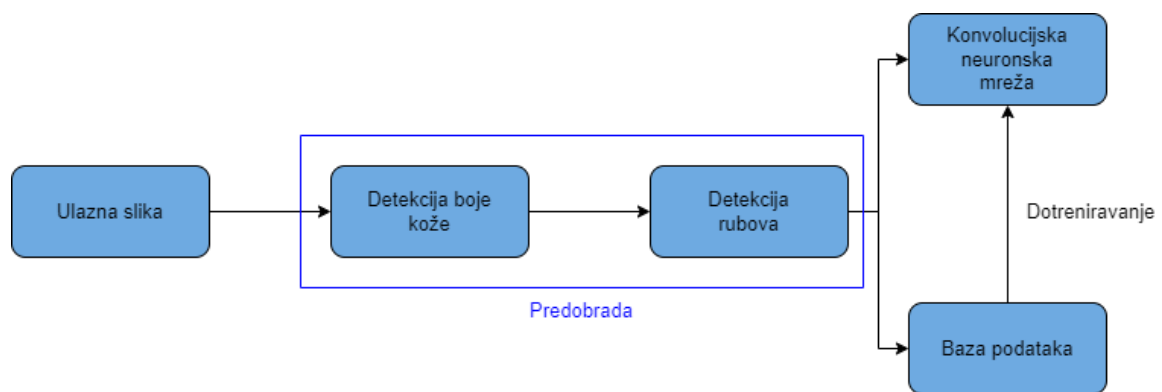 Ulazna slika
Detekcija boje
kože
Detekcija
rubova
Predobrada
Konvolucijska
neuronska
mreža
Dotreniravanje
Baza podataka